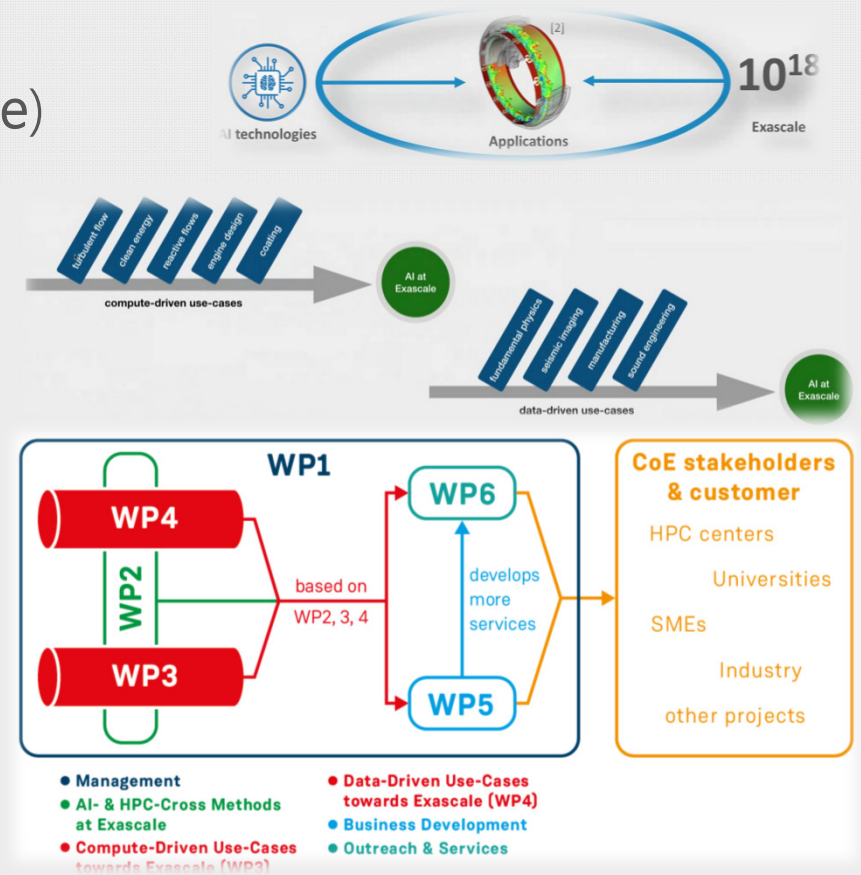 e)
[2]
10¹⁸
AI technologies
Applications
Exascale
turbulent flow
clean energy
reactive flows
engine design
coating
compute-driven use-cases
AI at
Exascale
fundamental physics
seismic imaging
manufacturing
sound engineering
data-driven use-cases
AI at
Exascale
WP1
WP4
WP2
WP3
based on
WP2, 3, 4
WP6
develops
more
services
WP5
CoE stakeholders
& customer
HPC centers
Universities
SMEs
Industry
other projects
● Management
● AI- & HPC-Cross Methods
at Exascale
● Compute-Driven Use-Cases
towards Exascale (WP3)
● Data-Driven Use-Cases
towards Exascale (WP4)
● Business Development
● Outreach & Services